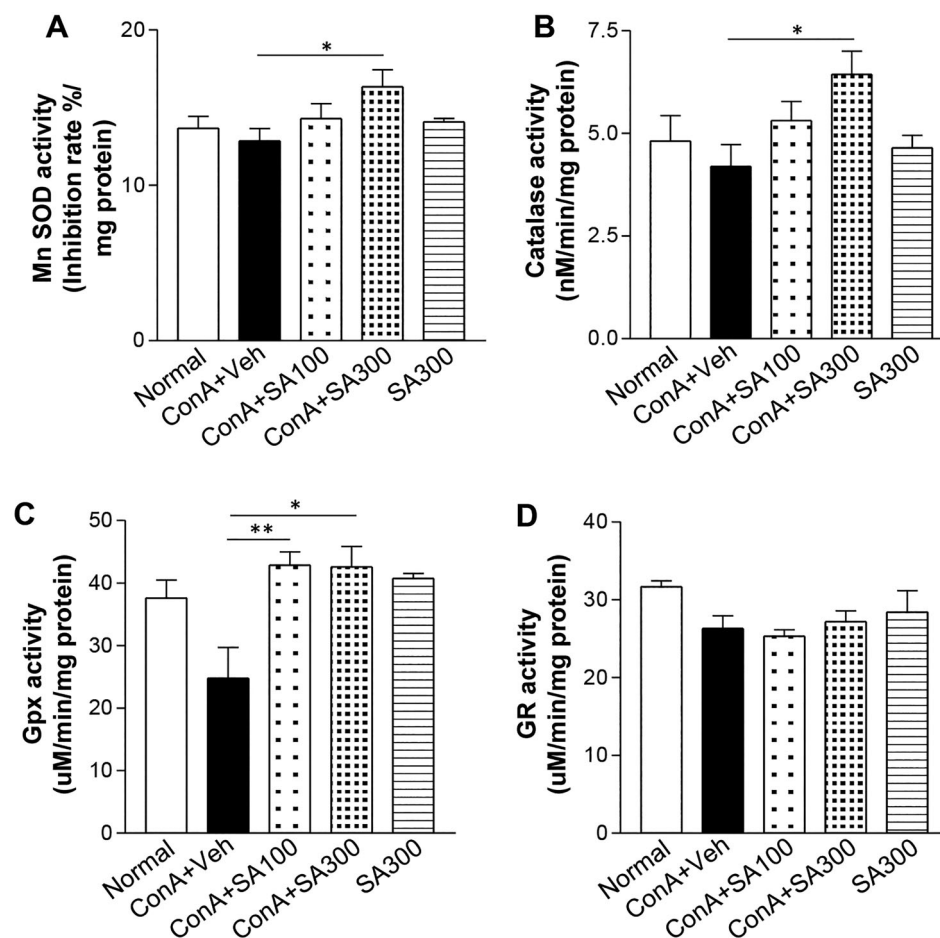 A
Mn SOD activity
(Inhibition rate %/
mg protein)
20
10
0
*
Normal
ConA+Veh
ConA+SA100
ConA+SA300
SA300
B
Catalase activity
(nM/min/mg protein)
7.5
5.0
2.5
0.0
*
Normal
ConA+Veh
ConA+SA100
ConA+SA300
SA300
C
Gpx activity
(uM/min/mg protein)
50
40
30
20
10
0
*
**
Normal
ConA+Veh
ConA+SA100
ConA+SA300
SA300
D
GR activity
(uM/min/mg protein)
40
30
20
10
0
Normal
ConA+Veh
ConA+SA100
ConA+SA300
SA300